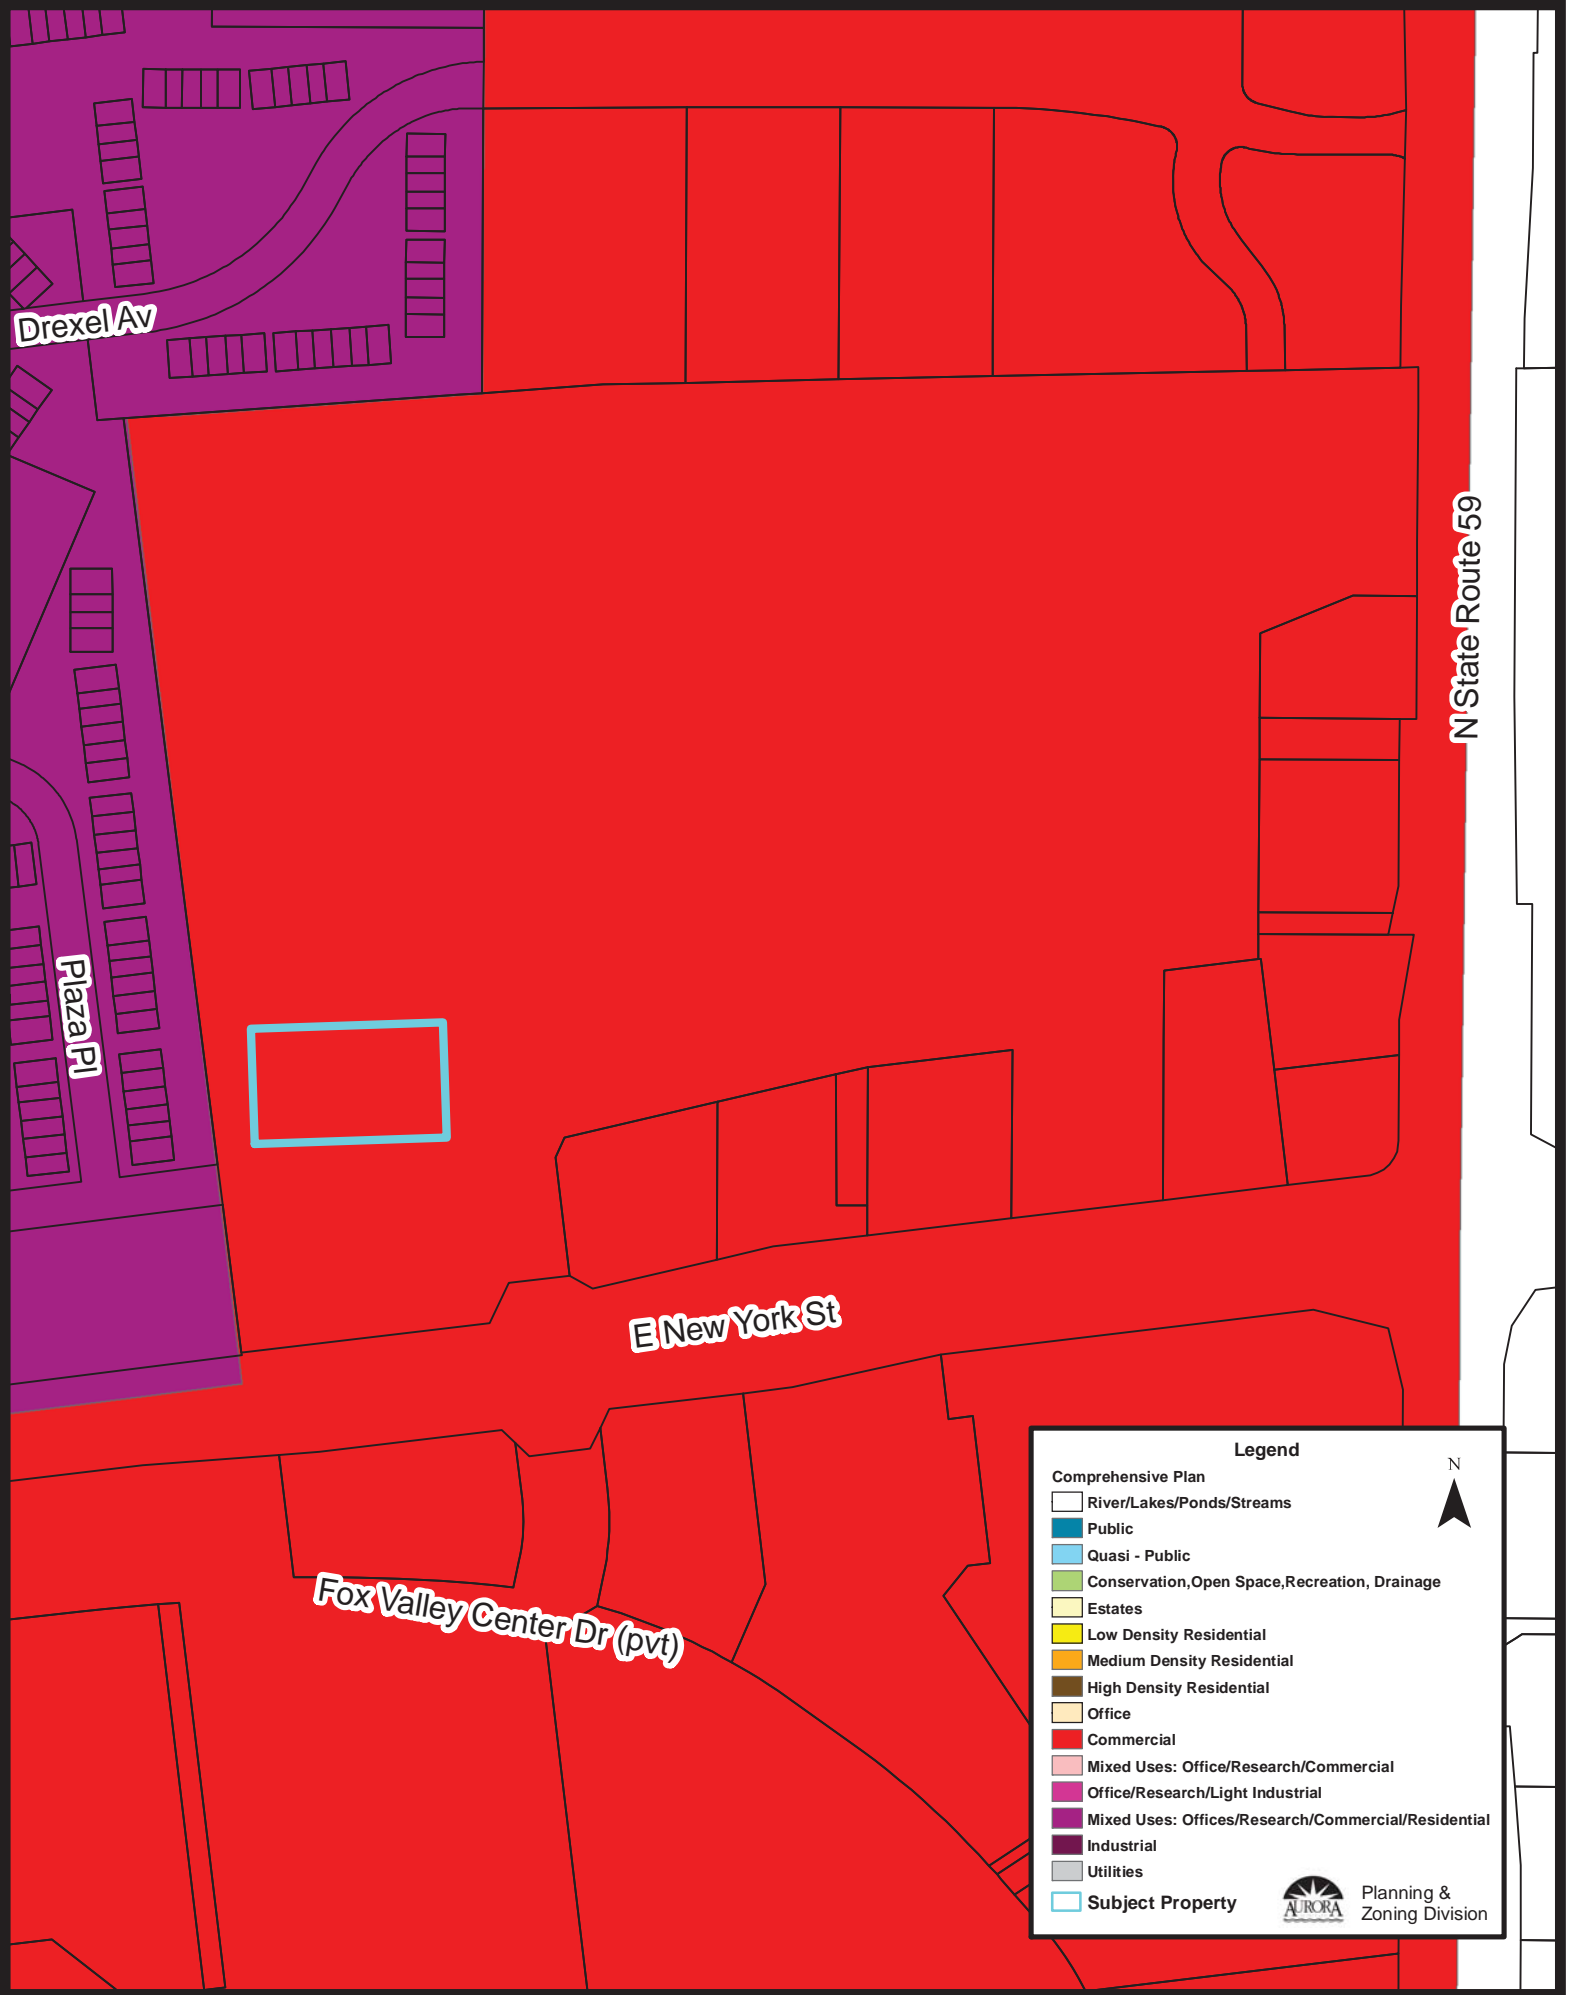 Drexel Av
N State Route 59
Plaza Pl
E New York St
Fox Valley Center Dr (pvt)
Legend
Comprehensive Plan
River/Lakes/Ponds/Streams
Public
Quasi - Public
Conservation,Open Space,Recreation, Drainage
Estates
Low Density Residential
Medium Density Residential
High Density Residential
Office
Commercial
Mixed Uses: Office/Research/Commercial
Office/Research/Light Industrial
Mixed Uses: Offices/Research/Commercial/Residential
Industrial
Utilities
Subject Property
N
AURORA
Planning &
Zoning Division